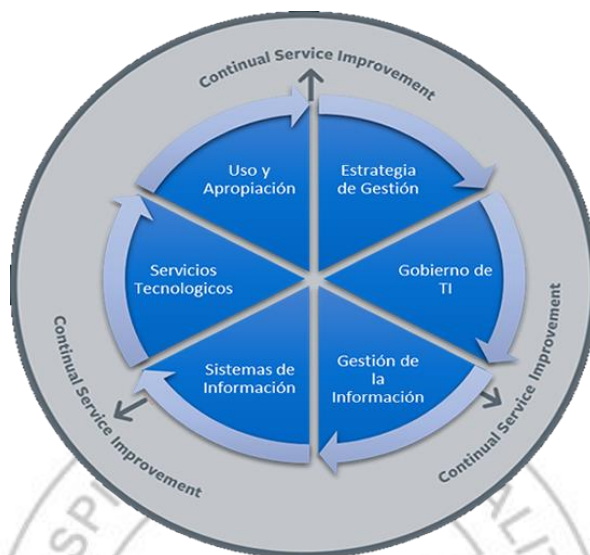 Continual Service Improvement
Uso y
Apropiación
Estrategia
de Gestión
Servicios
Tecnologicos
Gobierno de
TI
Sistemas de
Información
Gestión de
la
Información
Continual Service Improvement
Continual Service Improvement